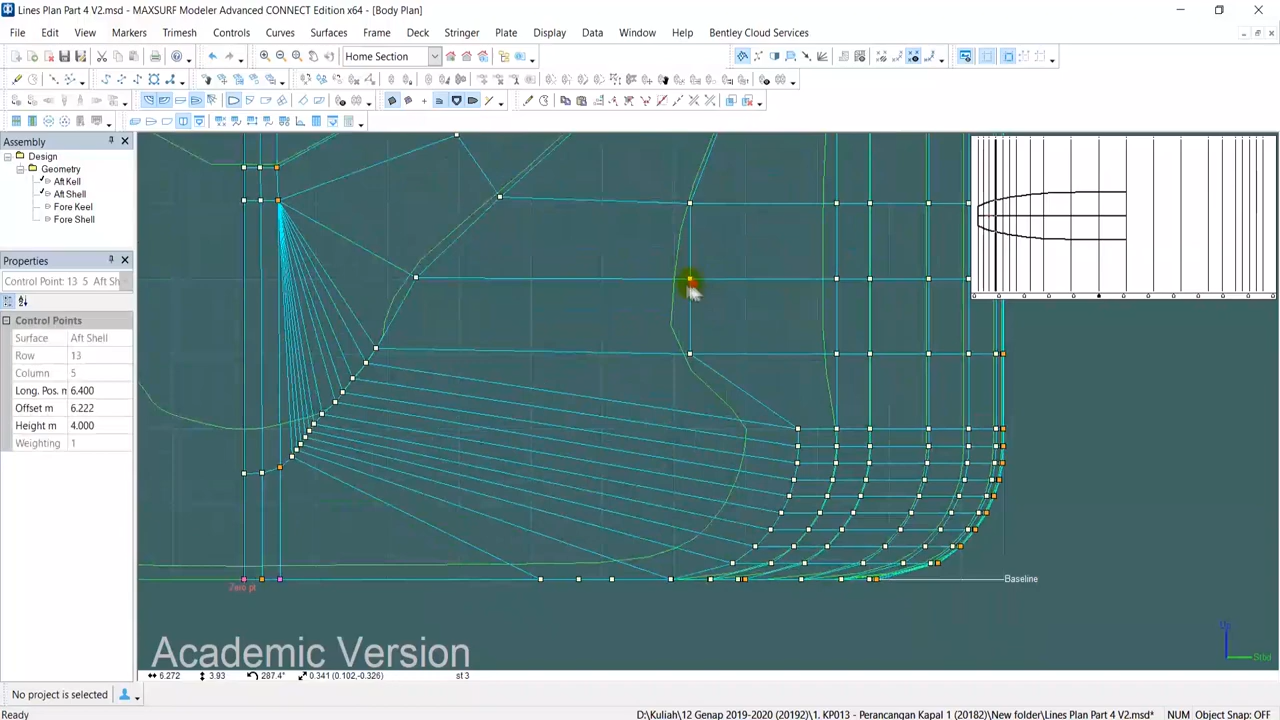 Lines Plan Part 4 V2.msd - MAXSURF Modeler Advanced CONNECT Edition x64 - [Body Plan]
File Edit View Markers Trimesh Controls Curves Surfaces Frame Deck Stringer Plate Display Data Window Help Bentley Cloud Services
Home Section
Assembly
Design
Geometry
Aft Kell
Aft Shell
Fore Keel
Fore Shell
Properties
Control Point: 13 5 Aft Sh
Control Points
Surface Aft Shell
Row 13
Column 5
Long. Pos. m 6.400
Offset m 6.222
Height m 4.000
Weighting 1
Zero pt
Baseline
Academic Version
Up
Stbd
6.272 3.93 287.4° 0.341 (0.102,-0.326) st 3
No project is selected
Ready D:\Kuliah\12 Genap 2019-2020 (20192)\1. KP013 - Perancangan Kapal 1 (20182)\New folder\Lines Plan Part 4 V2.msd* NUM Object Snap: OFF